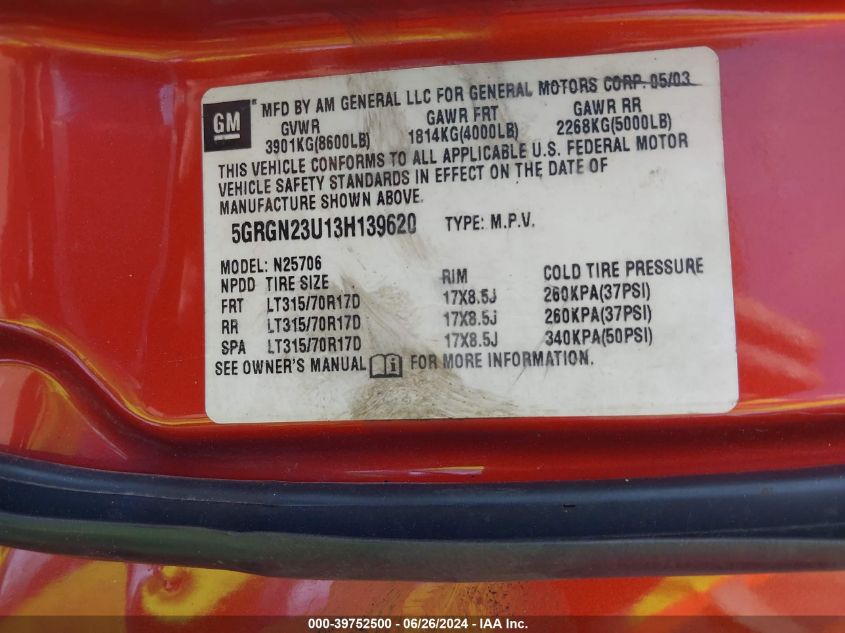 GM ® MFD BY AM GENERAL LLC FOR GENERAL MOTORS CORP. 05/03
GVWR GAWR FRT GAWR RR
3901KG(8600LB) 1814KG(4000LB) 2268KG(5000LB)
THIS VEHICLE CONFORMS TO ALL APPLICABLE U.S. FEDERAL MOTOR
VEHICLE SAFETY STANDARDS IN EFFECT ON THE DATE OF
MANUFACTURE SHOWN ABOVE.
5GRGN23U13H139620 TYPE: M.P.V.
MODEL: N25706
NPDD TIRE SIZE RIM COLD TIRE PRESSURE
FRT LT315/70R17D 17X8.5J 260KPA(37PSI)
RR LT315/70R17D 17X8.5J 260KPA(37PSI)
SPA LT315/70R17D 17X8.5J 340KPA(50PSI)
SEE OWNER'S MANUAL i FOR MORE INFORMATION.
000-39752500 - 06/26/2024 - IAA Inc.